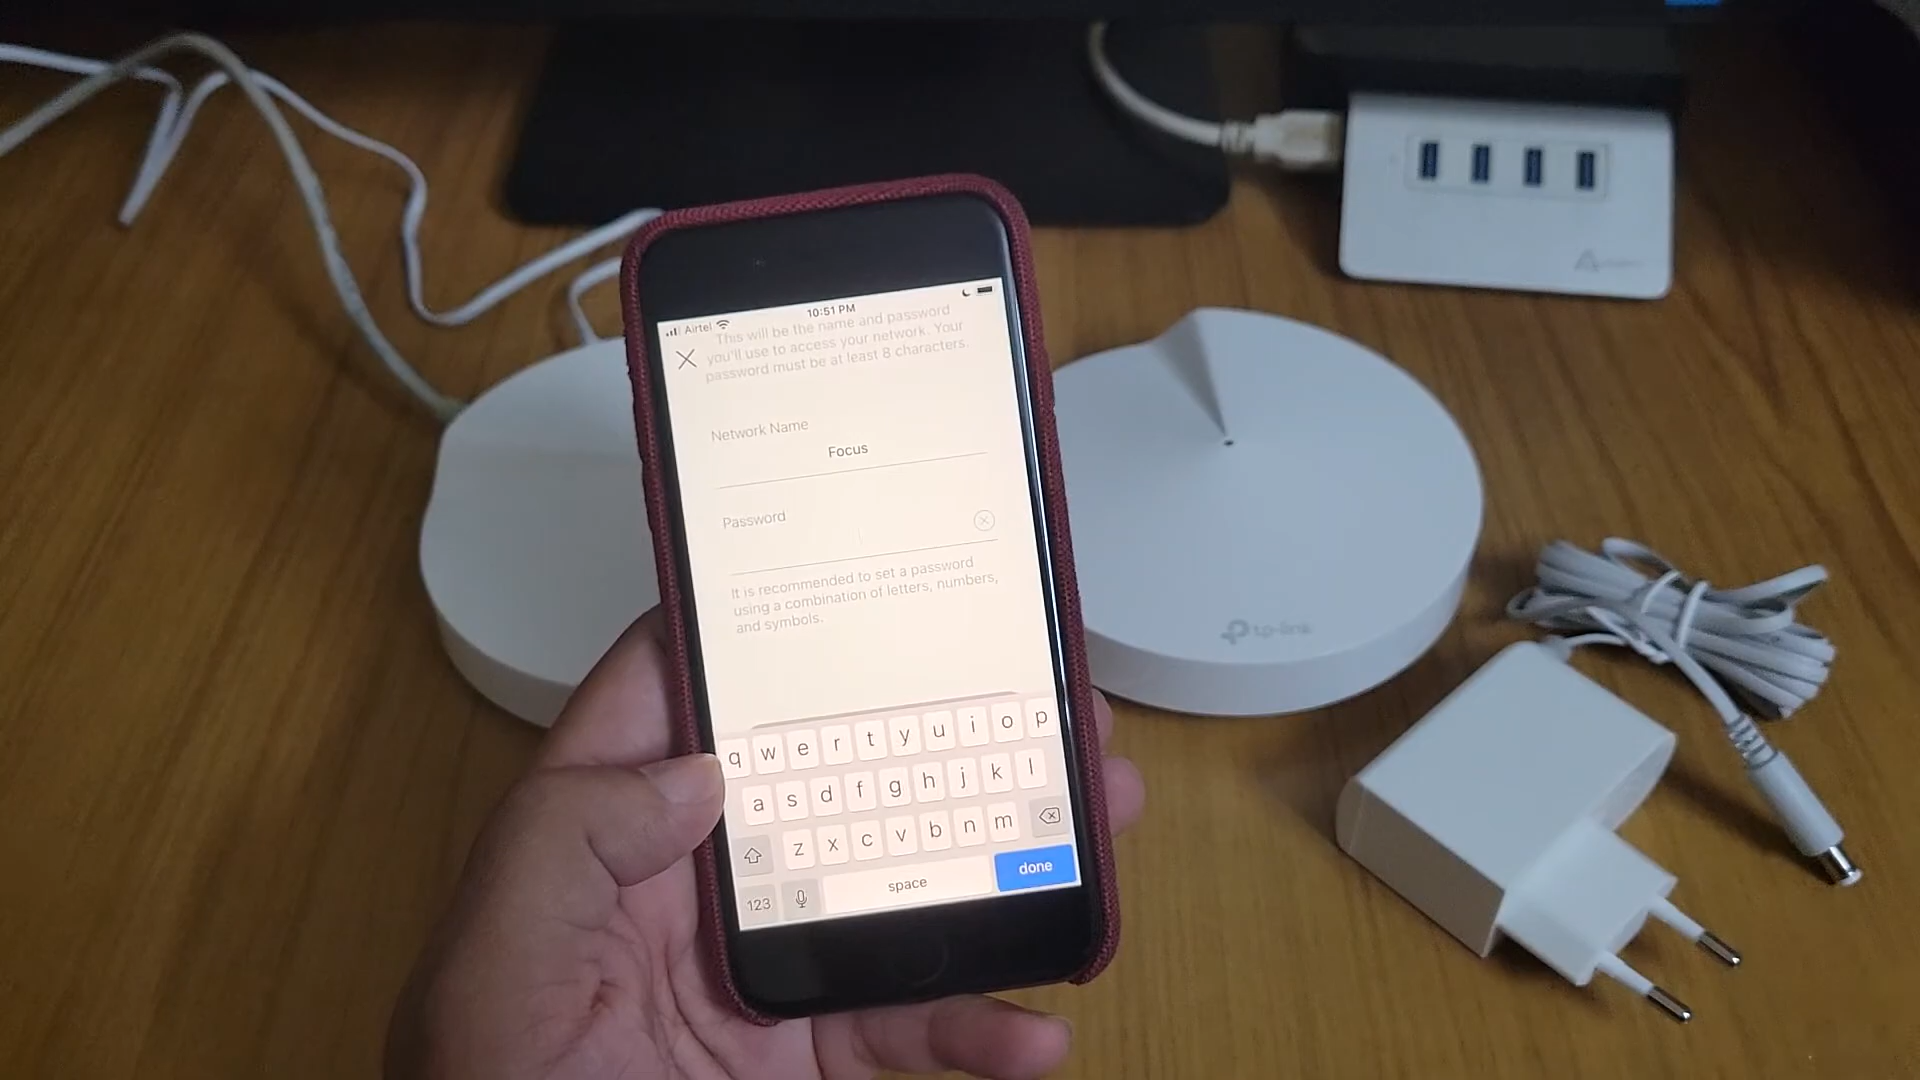 Airtel
10:51 PM
This will be the name and password
you'll use to access your network. Your
password must be at least 8 characters.
Network Name
Focus
Password
It is recommended to set a password
using a combination of letters, numbers,
and symbols.
q w e r t y u i o p
a s d f g h j k l
z x c v b n m
123 space done
tp-link